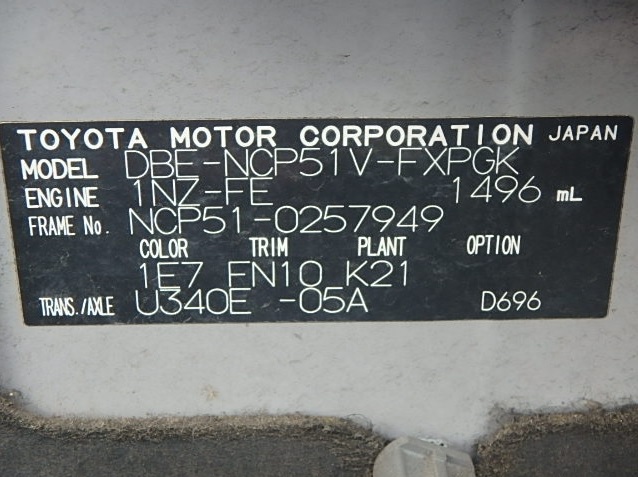 TOYOTA MOTOR CORPORATION JAPAN
MODEL DBE-NCP51V-FXPGK
ENGINE 1NZ-FE 1496 mL
FRAME No. NCP51-0257949
COLOR TRIM PLANT OPTION
1E7 FN10 K21
TRANS./AXLE U340E -05A D696